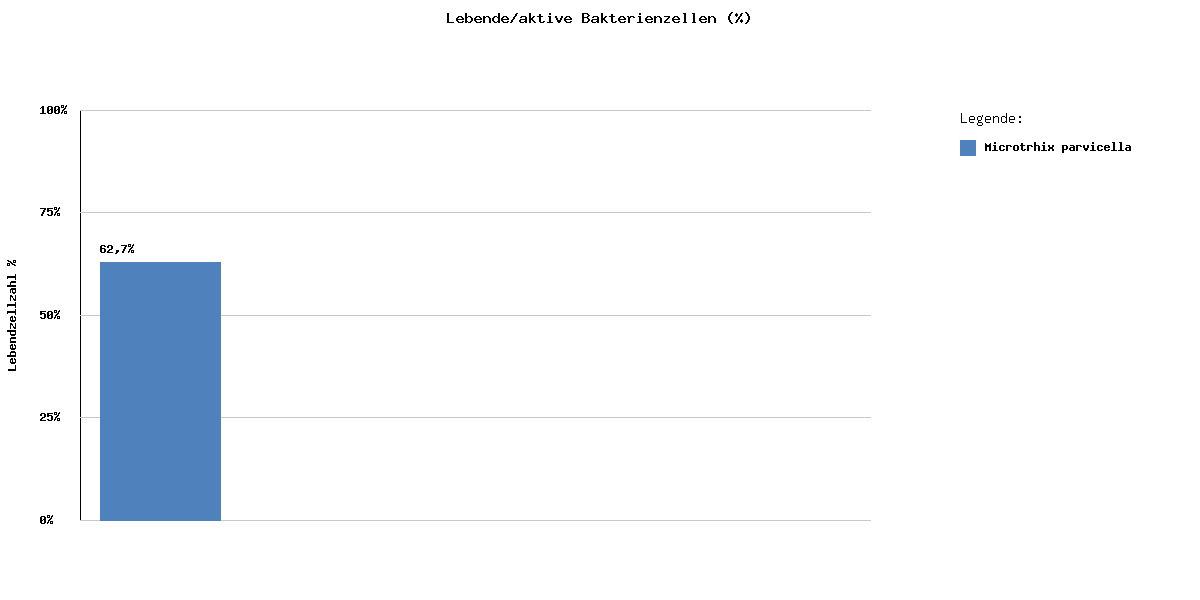 Lebende/aktive Bakterienzellen (%)
100%
Legende:
Microtrhix parvicella
75%
62,7%
Lebendzellzahl %
50%
25%
0%